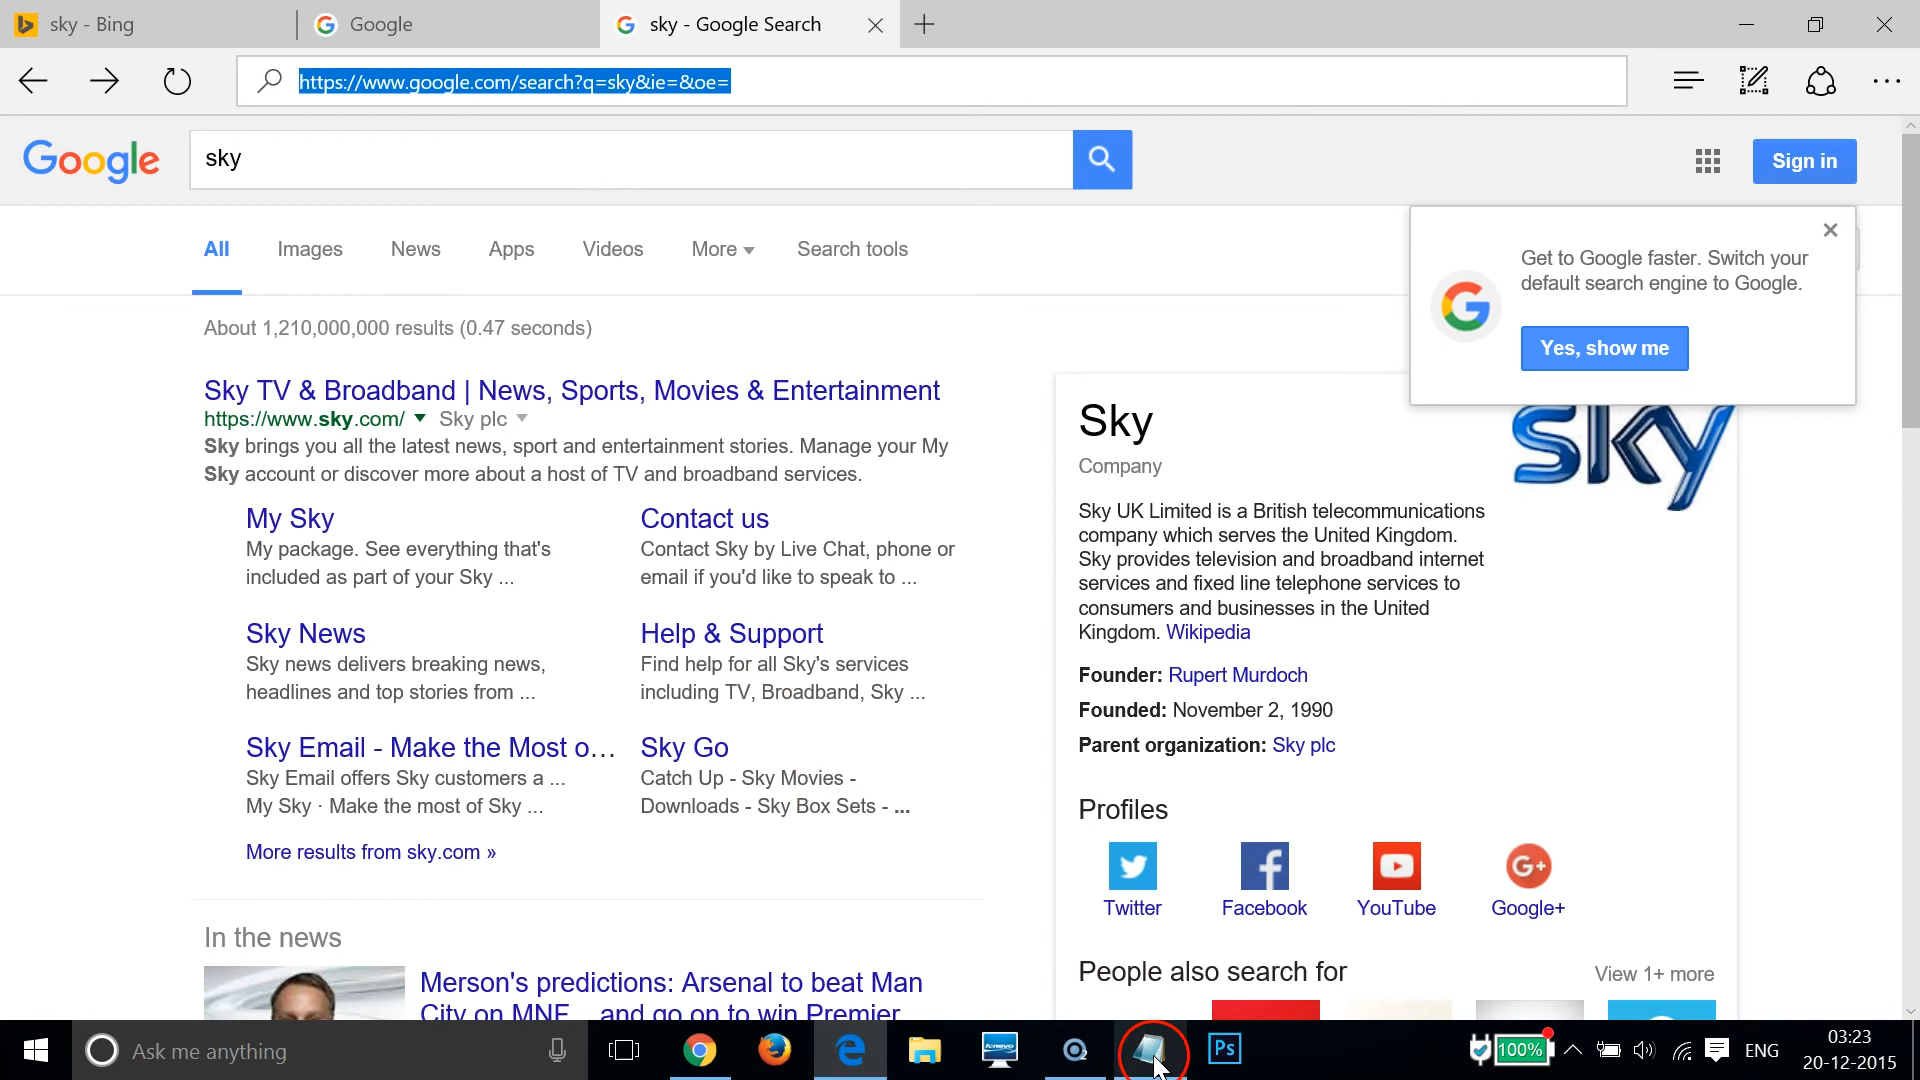 sky - Bing
Google
sky - Google Search
https://www.google.com/search?q=sky&ie=&oe=
Google
sky
Sign in
All
Images
News
Apps
Videos
More
Search tools
Get to Google faster. Switch your
default search engine to Google.
Yes, show me
About 1,210,000,000 results (0.47 seconds)
Sky TV & Broadband | News, Sports, Movies & Entertainment
https://www.sky.com/ Sky plc
Sky brings you all the latest news, sport and entertainment stories. Manage your My
Sky account or discover more about a host of TV and broadband services.
My Sky
My package. See everything that's
included as part of your Sky ...
Contact us
Contact Sky by Live Chat, phone or
email if you'd like to speak to ...
Sky News
Sky news delivers breaking news,
headlines and top stories from ...
Help & Support
Find help for all Sky's services
including TV, Broadband, Sky ...
Sky Email - Make the Most o...
Sky Email offers Sky customers a ...
My Sky · Make the most of Sky ...
Sky Go
Catch Up - Sky Movies -
Downloads - Sky Box Sets - ...
More results from sky.com »
In the news
Merson's predictions: Arsenal to beat Man
City on MNF ... and go on to win Premier
Sky
Company
sky
Sky UK Limited is a British telecommunications
company which serves the United Kingdom.
Sky provides television and broadband internet
services and fixed line telephone services to
consumers and businesses in the United
Kingdom. Wikipedia
Founder: Rupert Murdoch
Founded: November 2, 1990
Parent organization: Sky plc
Profiles
Twitter
Facebook
YouTube
Google+
People also search for
View 1+ more
Ask me anything
lenovo
Ps
100%
ENG
03:23
20-12-2015